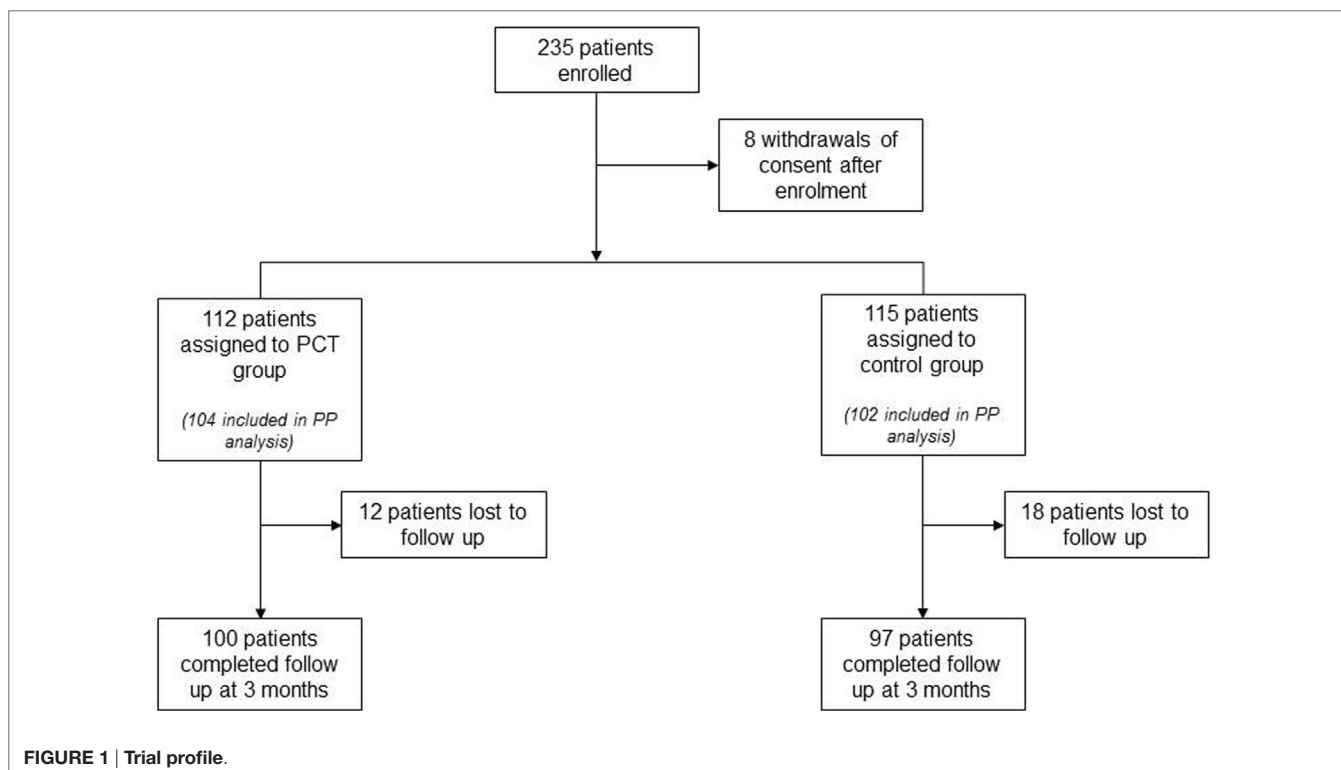 235 patients
enrolled
8 withdrawals of
consent after
enrolment
112 patients
assigned to PCT
group
(104 included in PP
analysis)
115 patients
assigned to
control group
(102 included in PP
analysis)
12 patients lost to
follow up
18 patients lost to
follow up
100 patients
completed follow
up at 3 months
97 patients
completed follow
up at 3 months
FIGURE 1 | Trial profile.